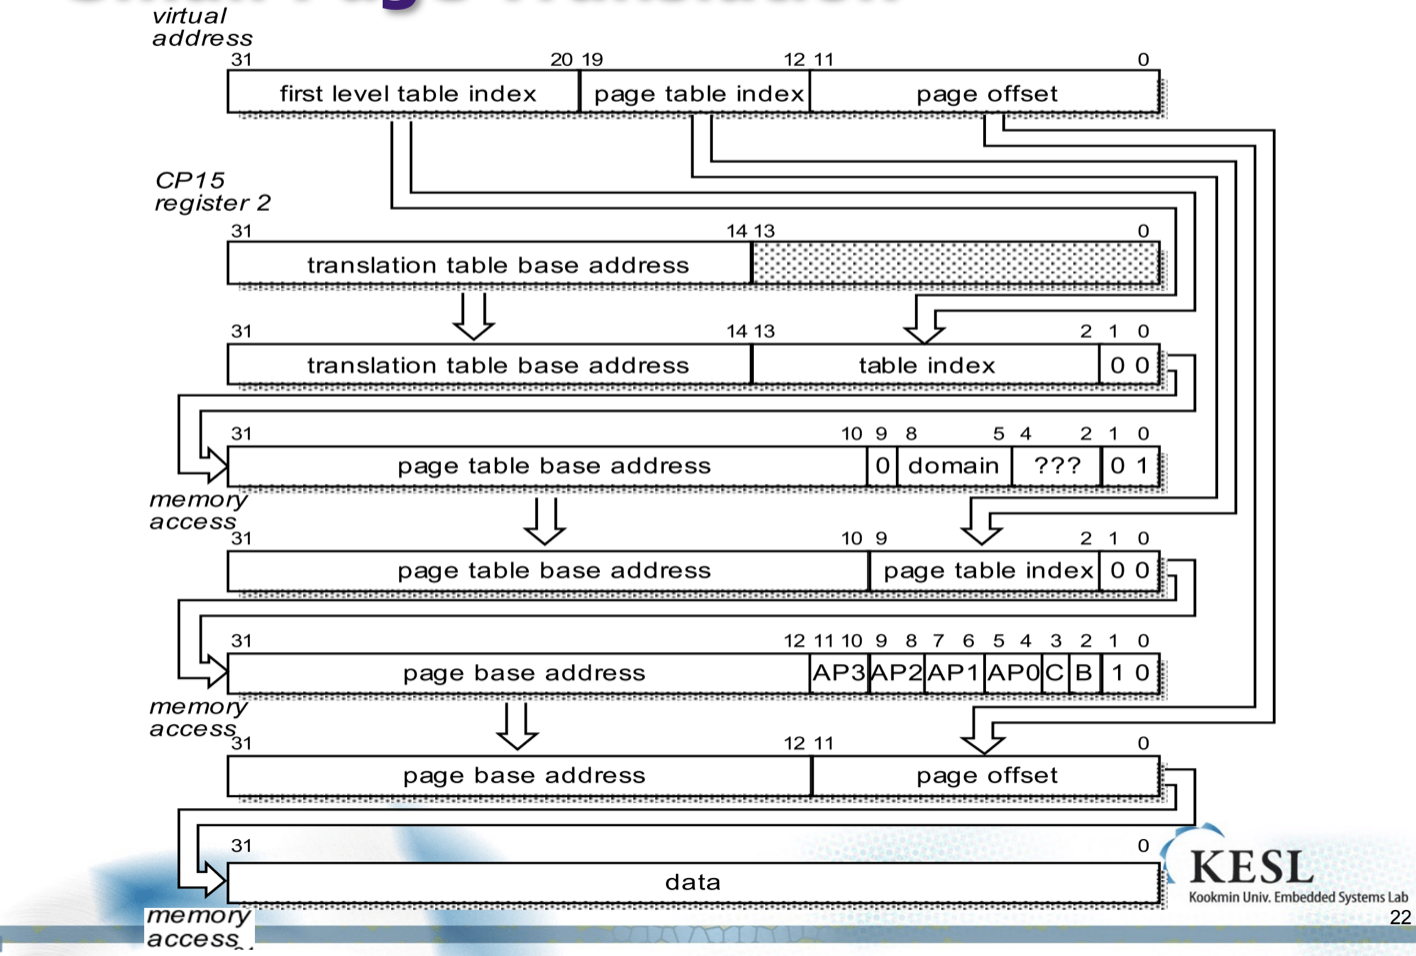 Small Page Translation
virtual
address
31 20 19 12 11 0
first level table index page table index page offset
CP15
register 2
31 14 13 0
translation table base address
31 14 13 2 1 0
translation table base address table index 0 0
31 10 9 8 5 4 2 1 0
page table base address 0 domain ??? 0 1
memory
access
31 10 9 2 1 0
page table base address page table index 0 0
31 12 11 10 9 8 7 6 5 4 3 2 1 0
page base address AP3 AP2 AP1 AP0 C B 1 0
memory
access
31 12 11 0
page base address page offset
31 0
data
memory
access
KESL
Kookmin Univ. Embedded Systems Lab
22